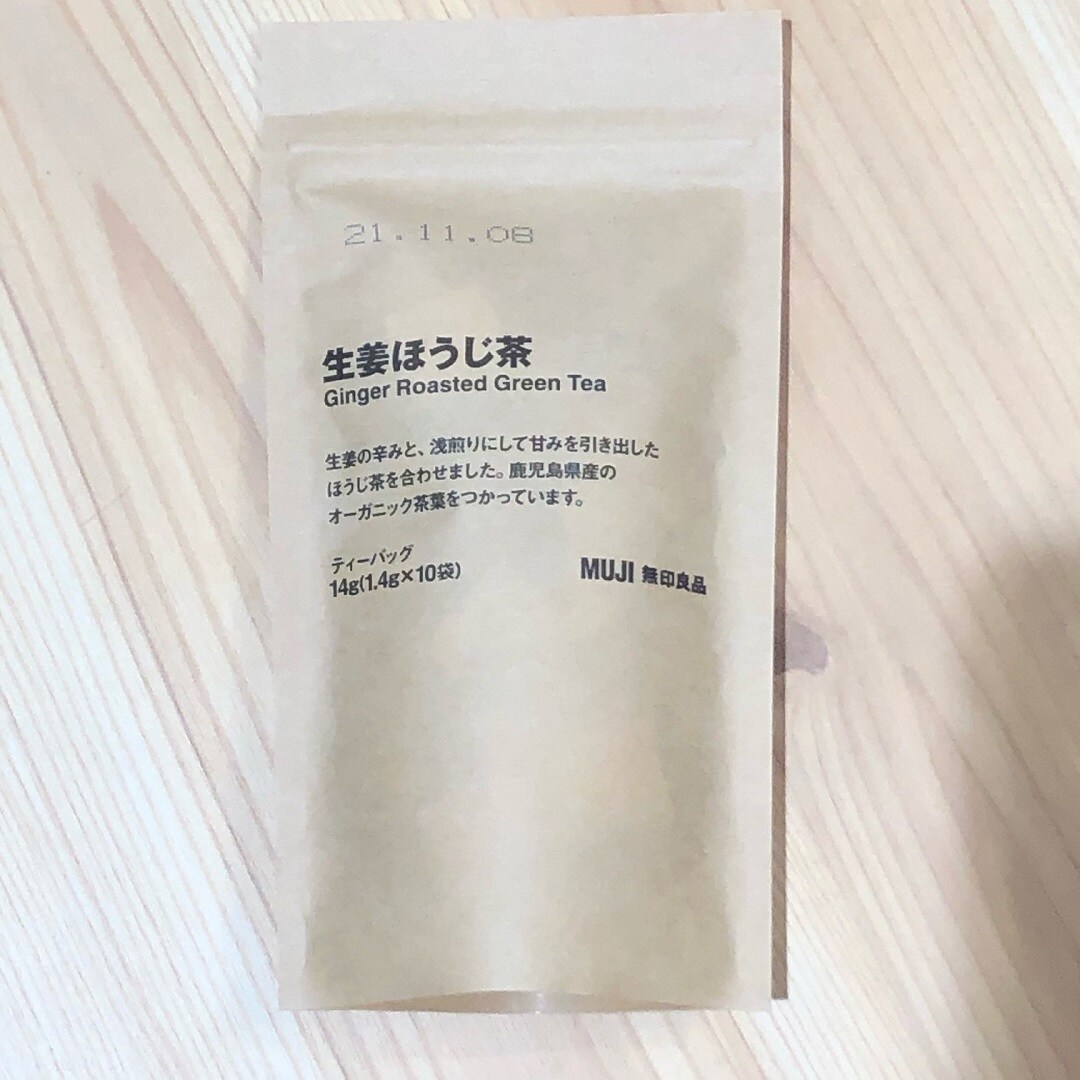 21.11.08
生姜ほうじ茶
Ginger Roasted Green Tea
生姜の辛みと、浅煎りにして甘みを引き出した
ほうじ茶を合わせました。鹿児島県産の
オーガニック茶葉をつかっています。
ティーバッグ
14g(1.4g×10袋)
MUJI 無印良品